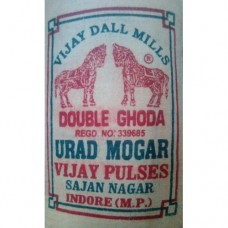 VIJAY DALL MILLS
®
DOUBLE GHODA
REGD. NO. 339685
URAD MOGAR
VIJAY PULSES
SAJAN NAGAR
INDORE (M.P.)